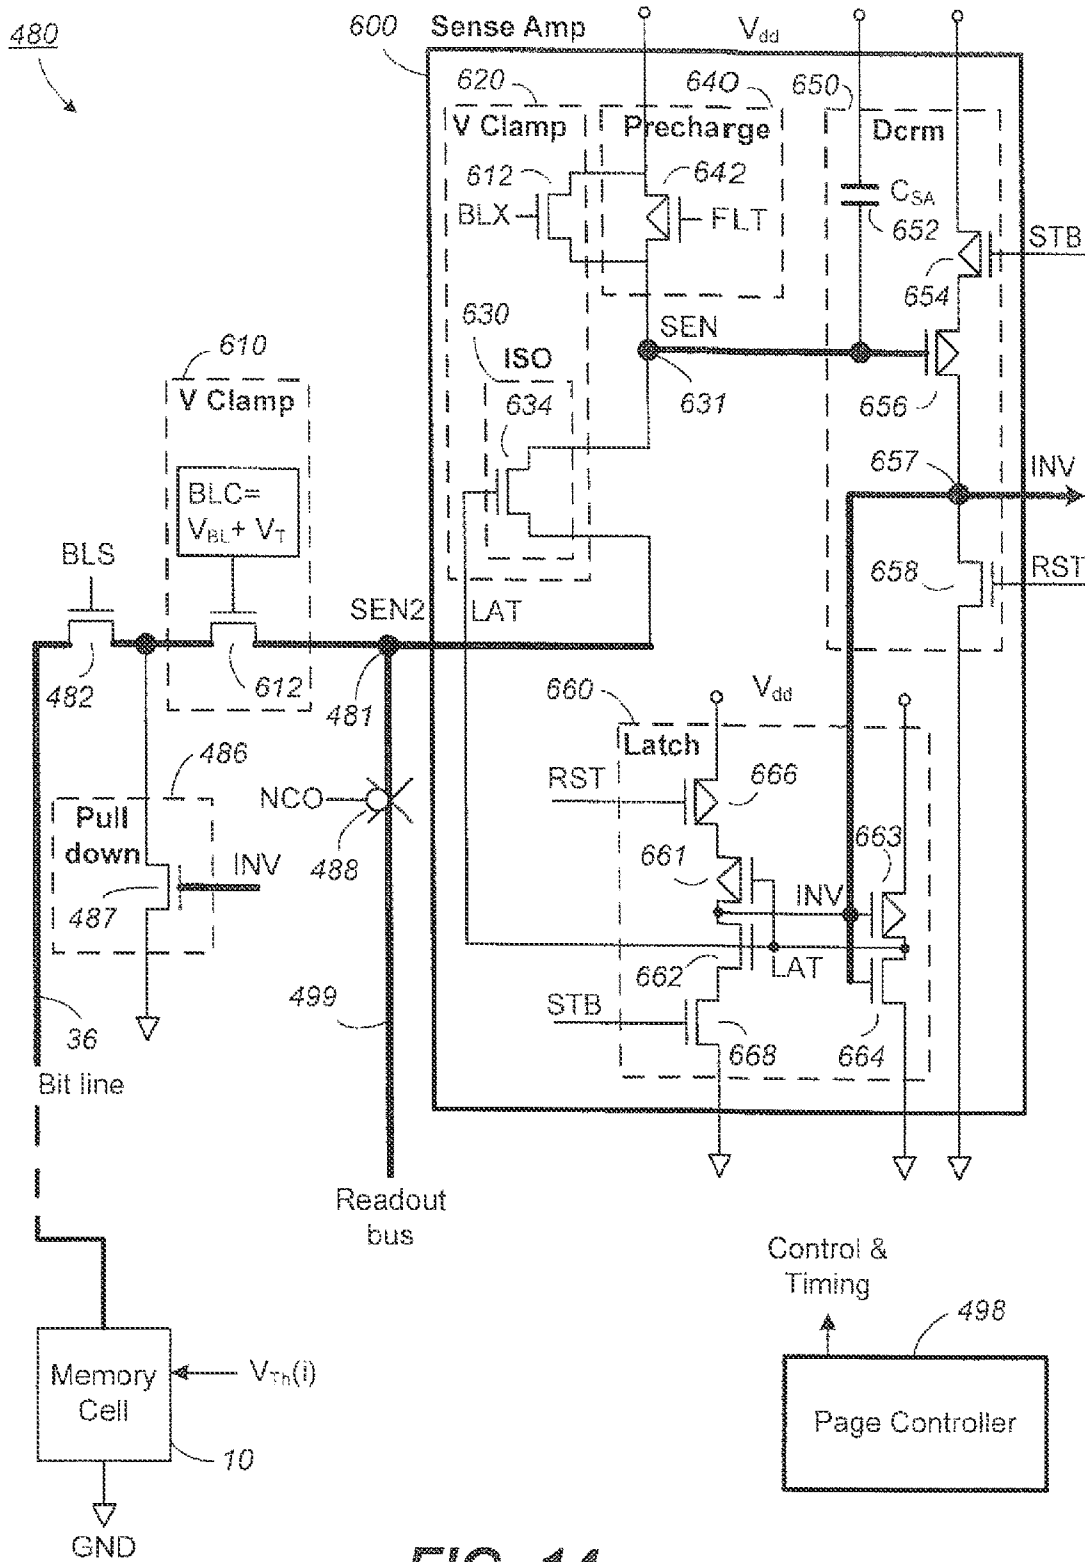 480
600
Sense Amp
Vdd
620
V Clamp
640
Precharge
650
Dcrm
612
BLX
642
FLT
CSA
652
STB
654
630
ISO
634
SEN
631
656
610
V Clamp
BLC=
VBL+ VT
657
INV
BLS
SEN2
LAT
658
RST
482
612
481
660
Vdd
Latch
486
RST
666
Pull
down
NCO
488
661
663
INV
INV
487
662
LAT
499
STB
36
668
664
Bit line
Readout
bus
Control &
Timing
498
Memory
Cell
VTh(i)
Page Controller
10
GND
FIG. 14